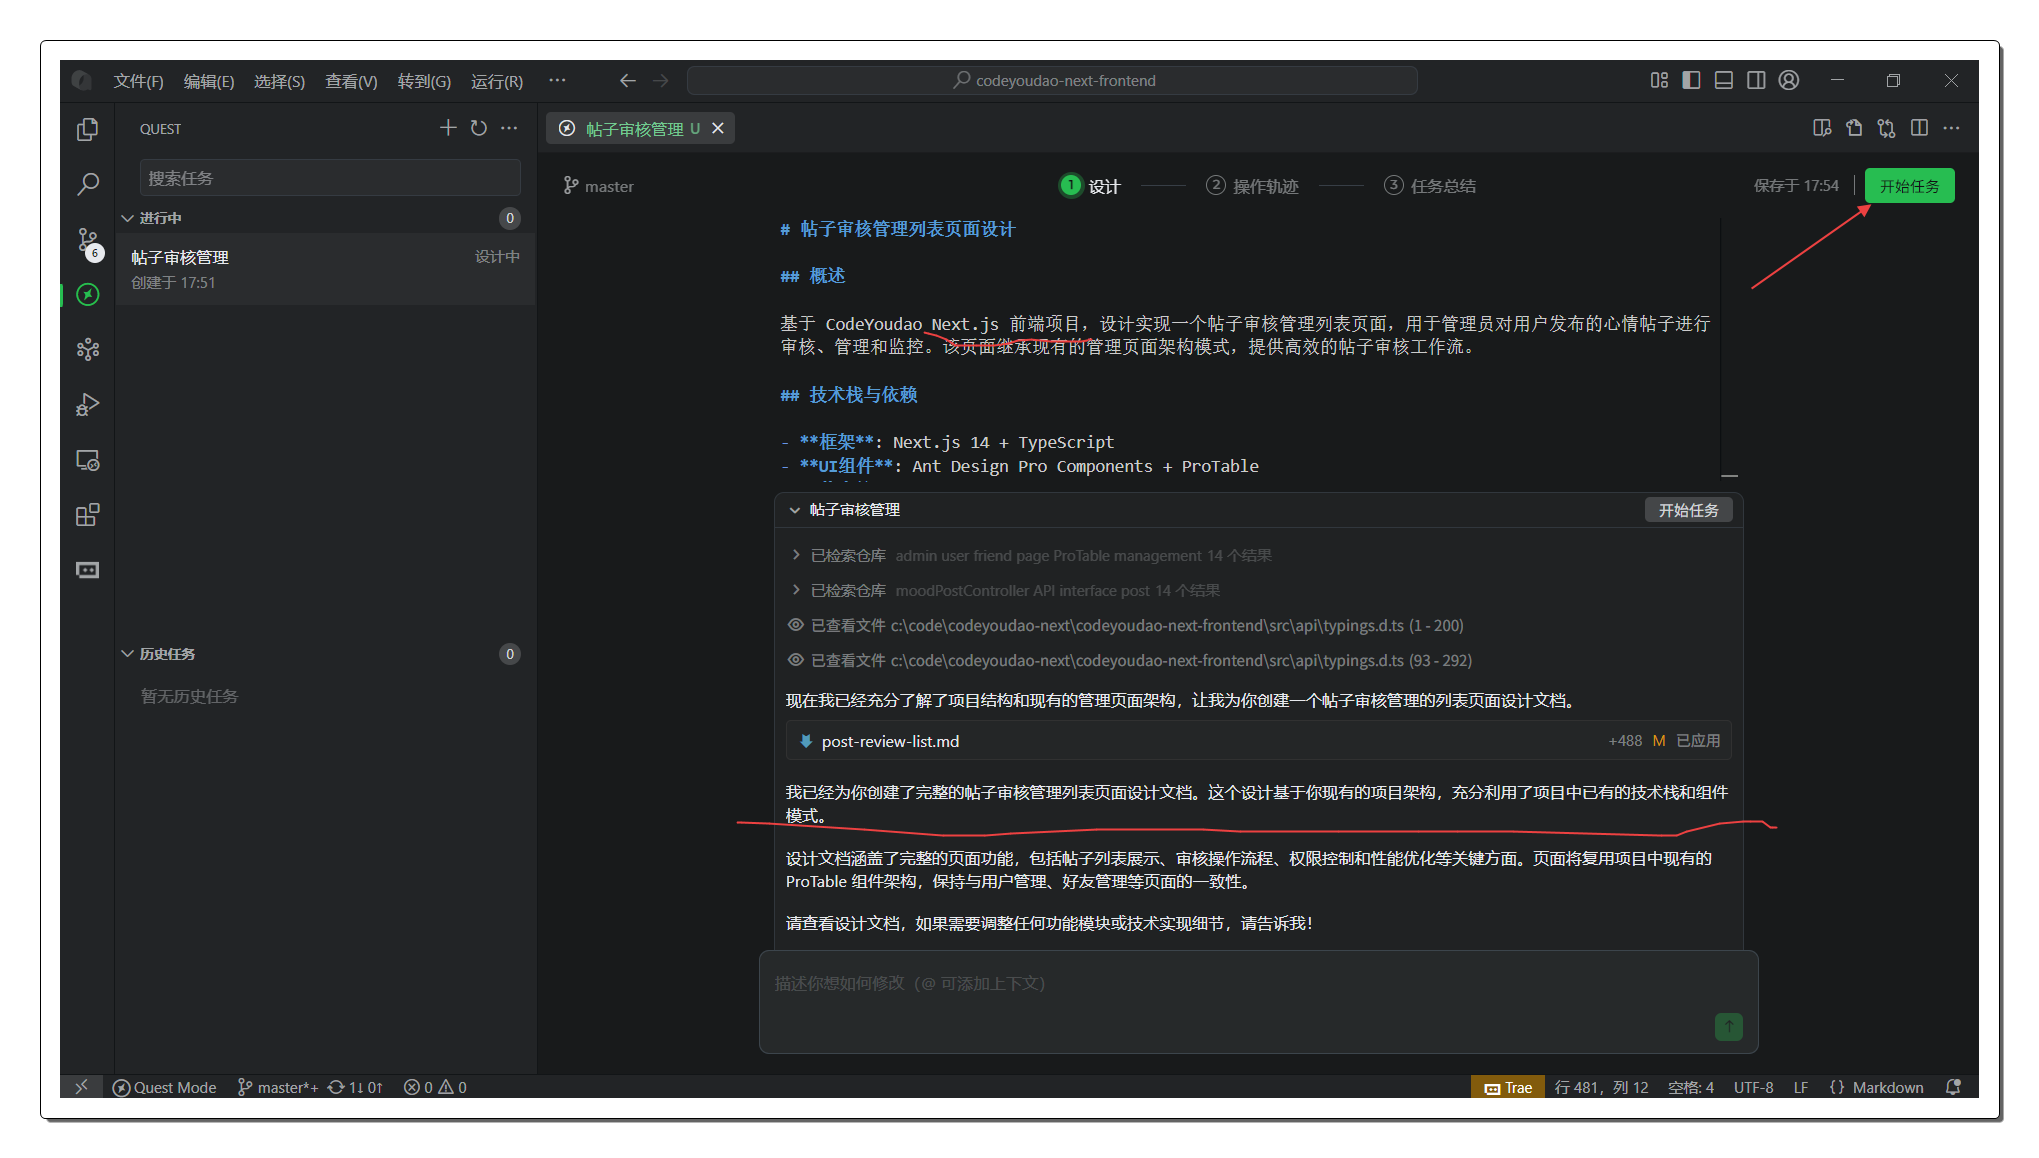 文件(F) 编辑(E) 选择(S) 查看(V) 转到(G) 运行(R) ···
codeyoudao-next-frontend
QUEST
搜索任务
进行中 0
帖子审核管理 设计中
创建于 17:51
历史任务 0
暂无历史任务
帖子审核管理 U
master
1 设计 2 操作轨迹 3 任务总结
保存于 17:54 开始任务
# 帖子审核管理列表页面设计
## 概述
基于 CodeYoudao Next.js 前端项目，设计实现一个帖子审核管理列表页面，用于管理员对用户发布的心情帖子进行
审核、管理和监控。该页面继承现有的管理页面架构模式，提供高效的帖子审核工作流。
## 技术栈与依赖
- **框架**: Next.js 14 + TypeScript
- **UI组件**: Ant Design Pro Components + ProTable
帖子审核管理 开始任务
已检索仓库 admin user friend page ProTable management 14 个结果
已检索仓库 moodPostController API interface post 14 个结果
已查看文件 c:\code\codeyoudao-next\codeyoudao-next-frontend\src\api\typings.d.ts (1 - 200)
已查看文件 c:\code\codeyoudao-next\codeyoudao-next-frontend\src\api\typings.d.ts (93 - 292)
现在我已经充分了解了项目结构和现有的管理页面架构，让我为你创建一个帖子审核管理的列表页面设计文档。
post-review-list.md +488 M 已应用
我已经为你创建了完整的帖子审核管理列表页面设计文档。这个设计基于你现有的项目架构，充分利用了项目中已有的技术栈和组件
模式。
设计文档涵盖了完整的页面功能，包括帖子列表展示、审核操作流程、权限控制和性能优化等关键方面。页面将复用项目中现有的
ProTable 组件架构，保持与用户管理、好友管理等页面的一致性。
请查看设计文档，如果需要调整任何功能模块或技术实现细节，请告诉我！
描述你想如何修改（@ 可添加上下文）
6
Quest Mode master*+ 1↓ 0↑ 0 0
Trae 行 481，列 12 空格: 4 UTF-8 LF {} Markdown